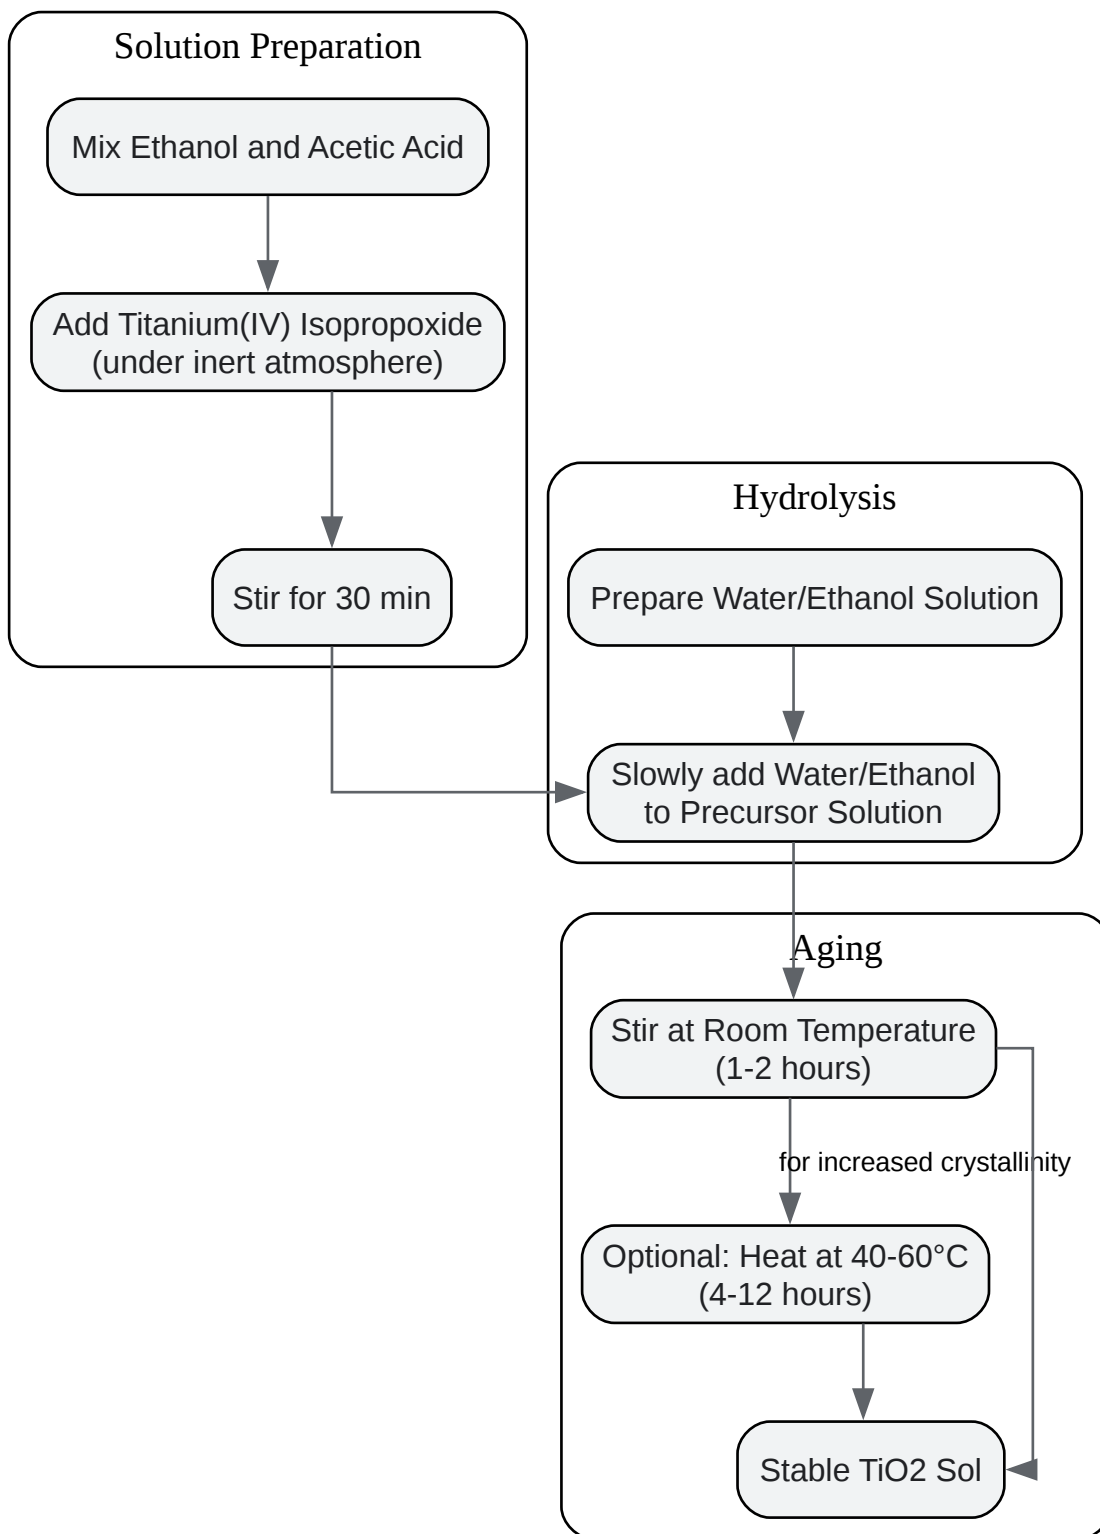 Solution Preparation
Mix Ethanol and Acetic Acid
Add Titanium(IV) Isopropoxide
(under inert atmosphere)
Stir for 30 min
Hydrolysis
Prepare Water/Ethanol Solution
Slowly add Water/Ethanol
to Precursor Solution
Aging
Stir at Room Temperature
(1-2 hours)
for increased crystallinity
Optional: Heat at 40-60°C
(4-12 hours)
Stable TiO2 Sol